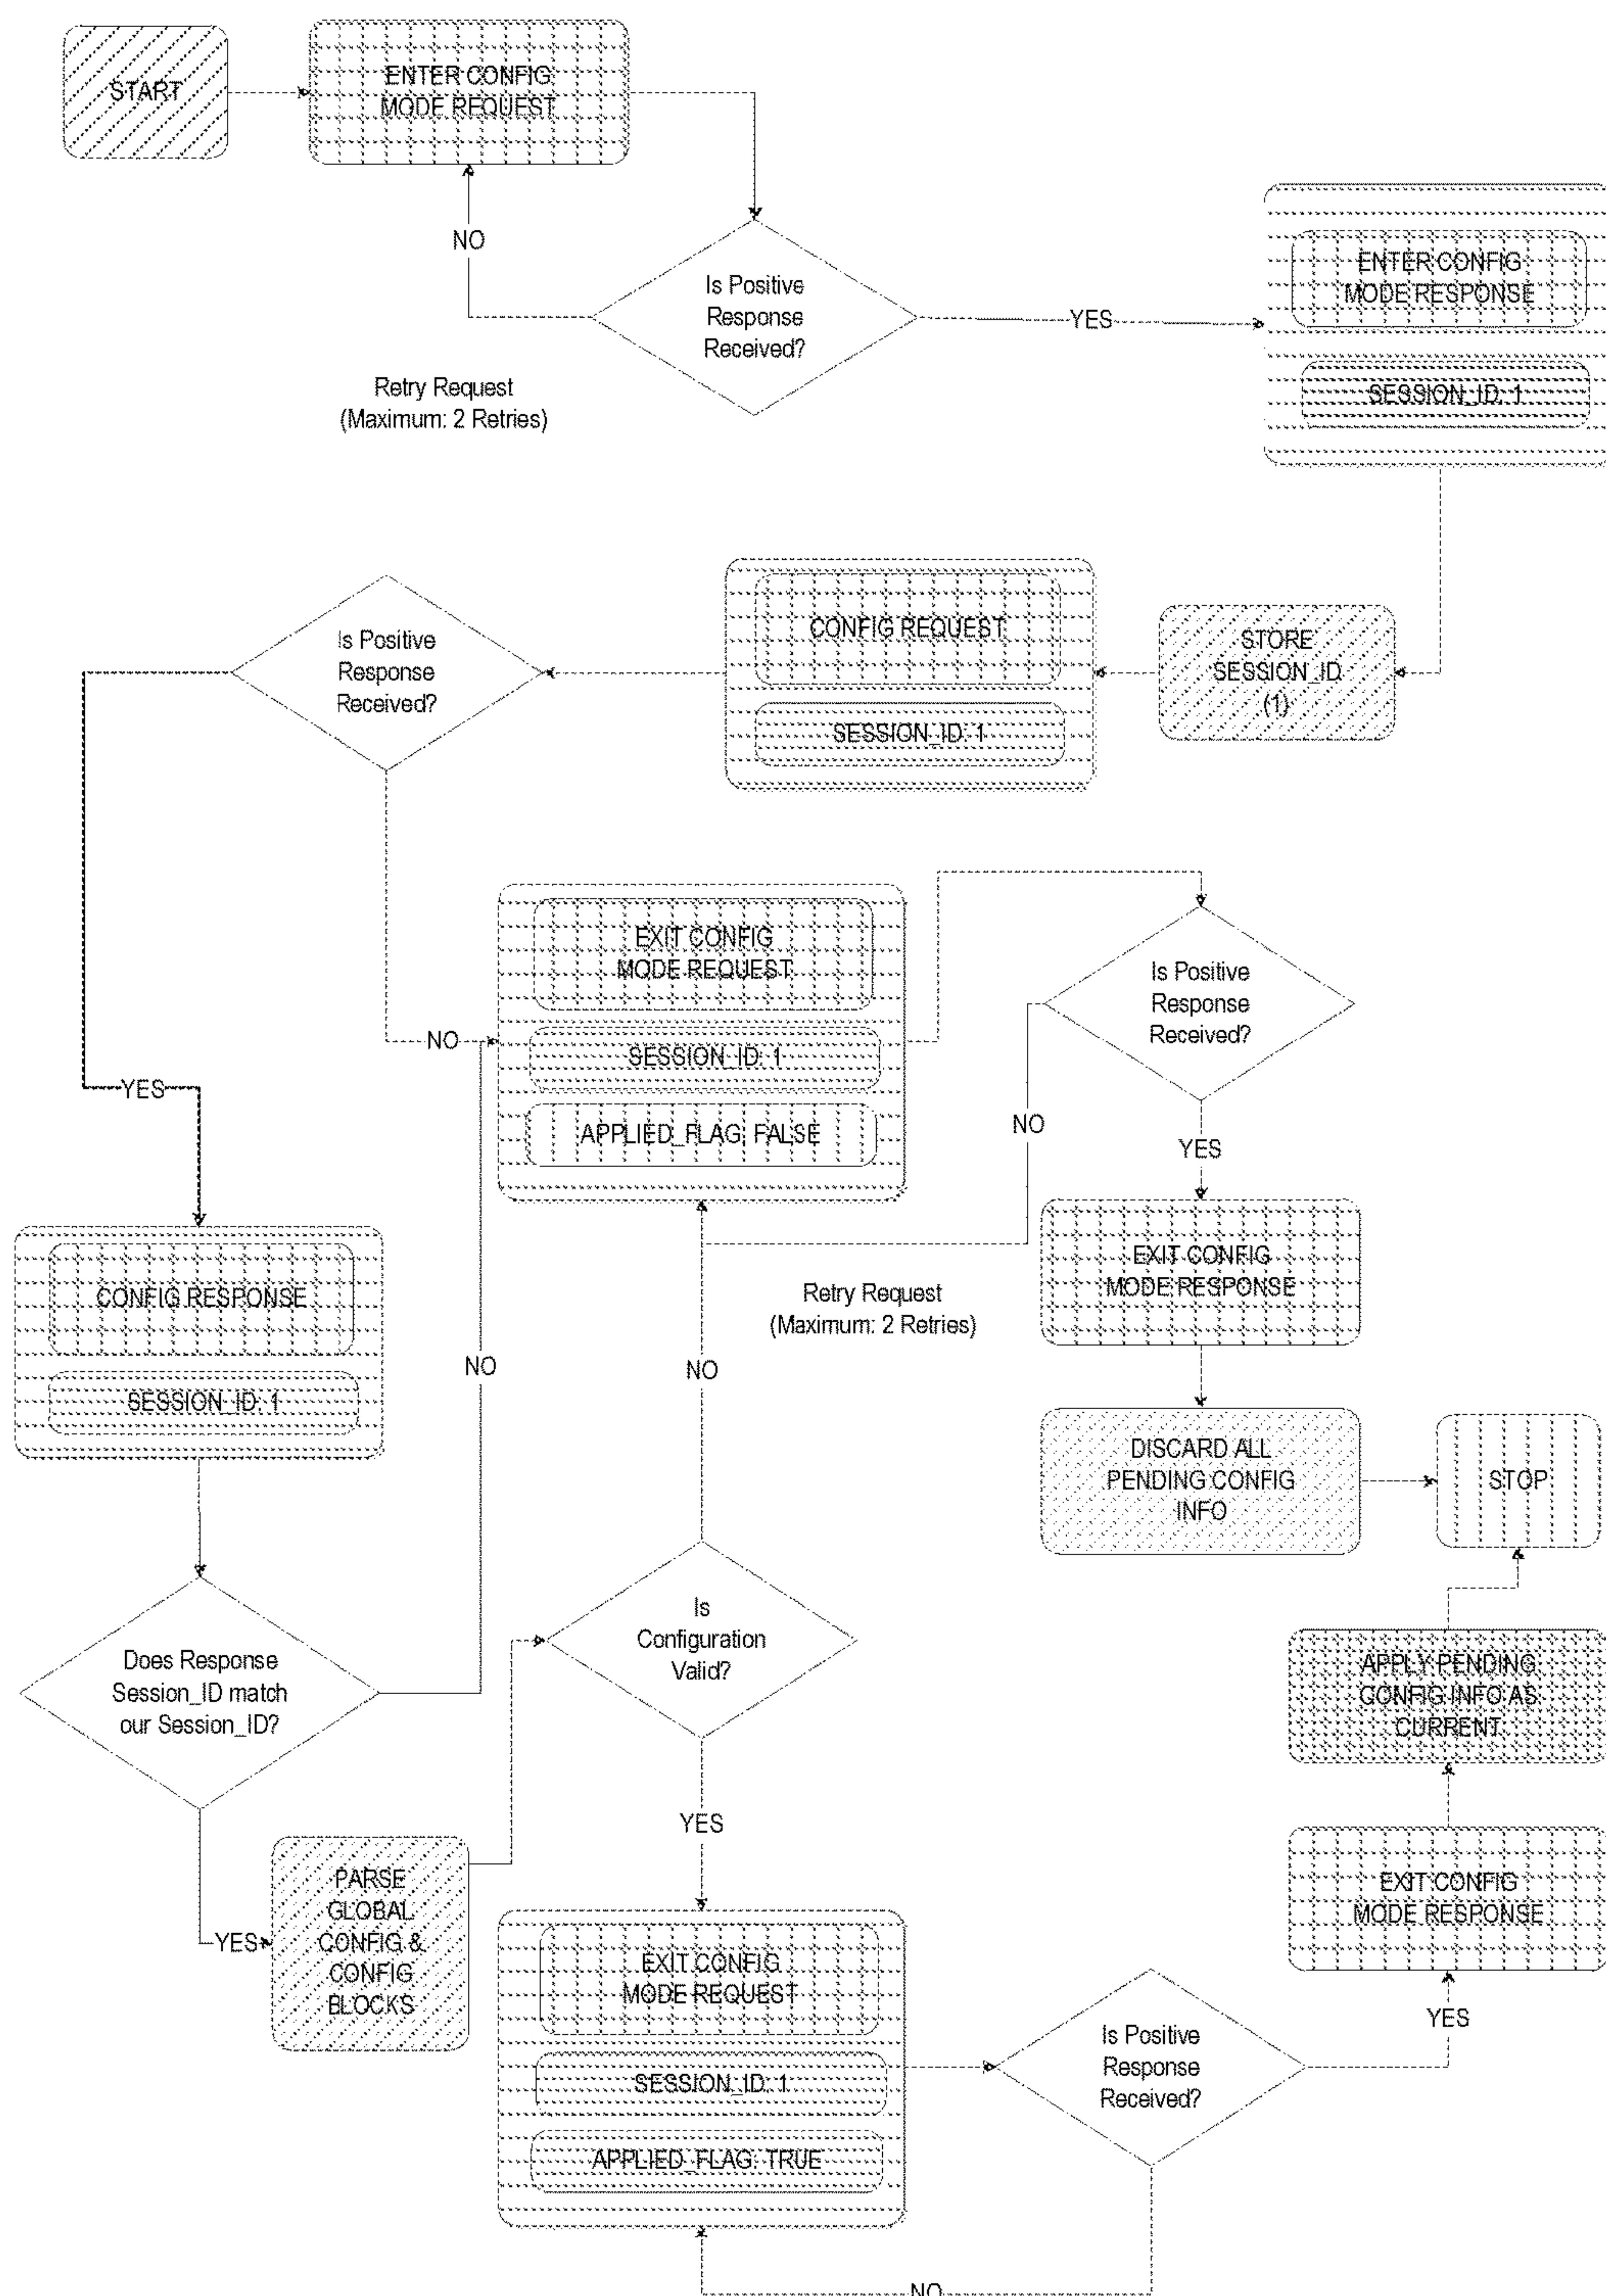 START
ENTER CONFIG
MODE REQUEST
NO
Is Positive
Response
Received?
YES
ENTER CONFIG
MODE RESPONSE
SESSION_ID: 1
Retry Request
(Maximum: 2 Retries)
Is Positive
Response
Received?
CONFIG REQUEST
SESSION_ID: 1
STORE
SESSION_ID
(1)
EXIT CONFIG
MODE REQUEST
SESSION_ID: 1
APPLIED_FLAG: FALSE
Is Positive
Response
Received?
NO
YES
NO
YES
EXIT CONFIG
MODE RESPONSE
CONFIG RESPONSE
SESSION_ID: 1
Retry Request
(Maximum: 2 Retries)
NO
NO
DISCARD ALL
PENDING CONFIG
INFO
STOP
Does Response
Session_ID match
our Session_ID?
Is
Configuration
Valid?
APPLY PENDING
CONFIG INFO AS
CURRENT
YES
YES
PARSE
GLOBAL
CONFIG &
CONFIG
BLOCKS
EXIT CONFIG
MODE RESPONSE
EXIT CONFIG
MODE REQUEST
SESSION_ID: 1
APPLIED_FLAG: TRUE
Is Positive
Response
Received?
YES
NO